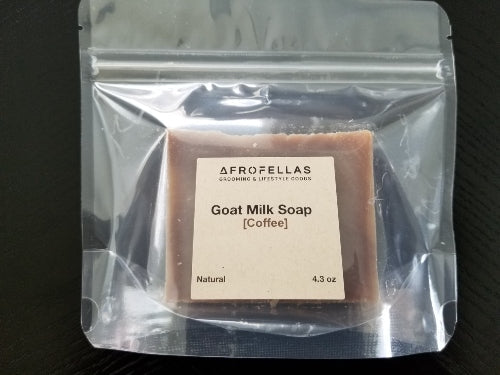 AFROFELLAS
GROOMING & LIFESTYLE GOODS
Goat Milk Soap
[Coffee]
Natural 4.3 oz